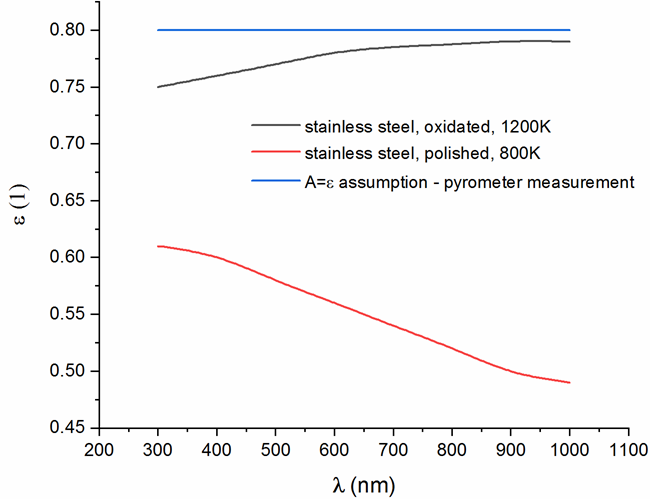 0.80
0.75
0.70
0.65
0.60
0.55
0.50
0.45
ε (1)
stainless steel, oxidated, 1200K
stainless steel, polished, 800K
A=ε assumption - pyrometer measurement
200 300 400 500 600 700 800 900 1000 1100
λ (nm)